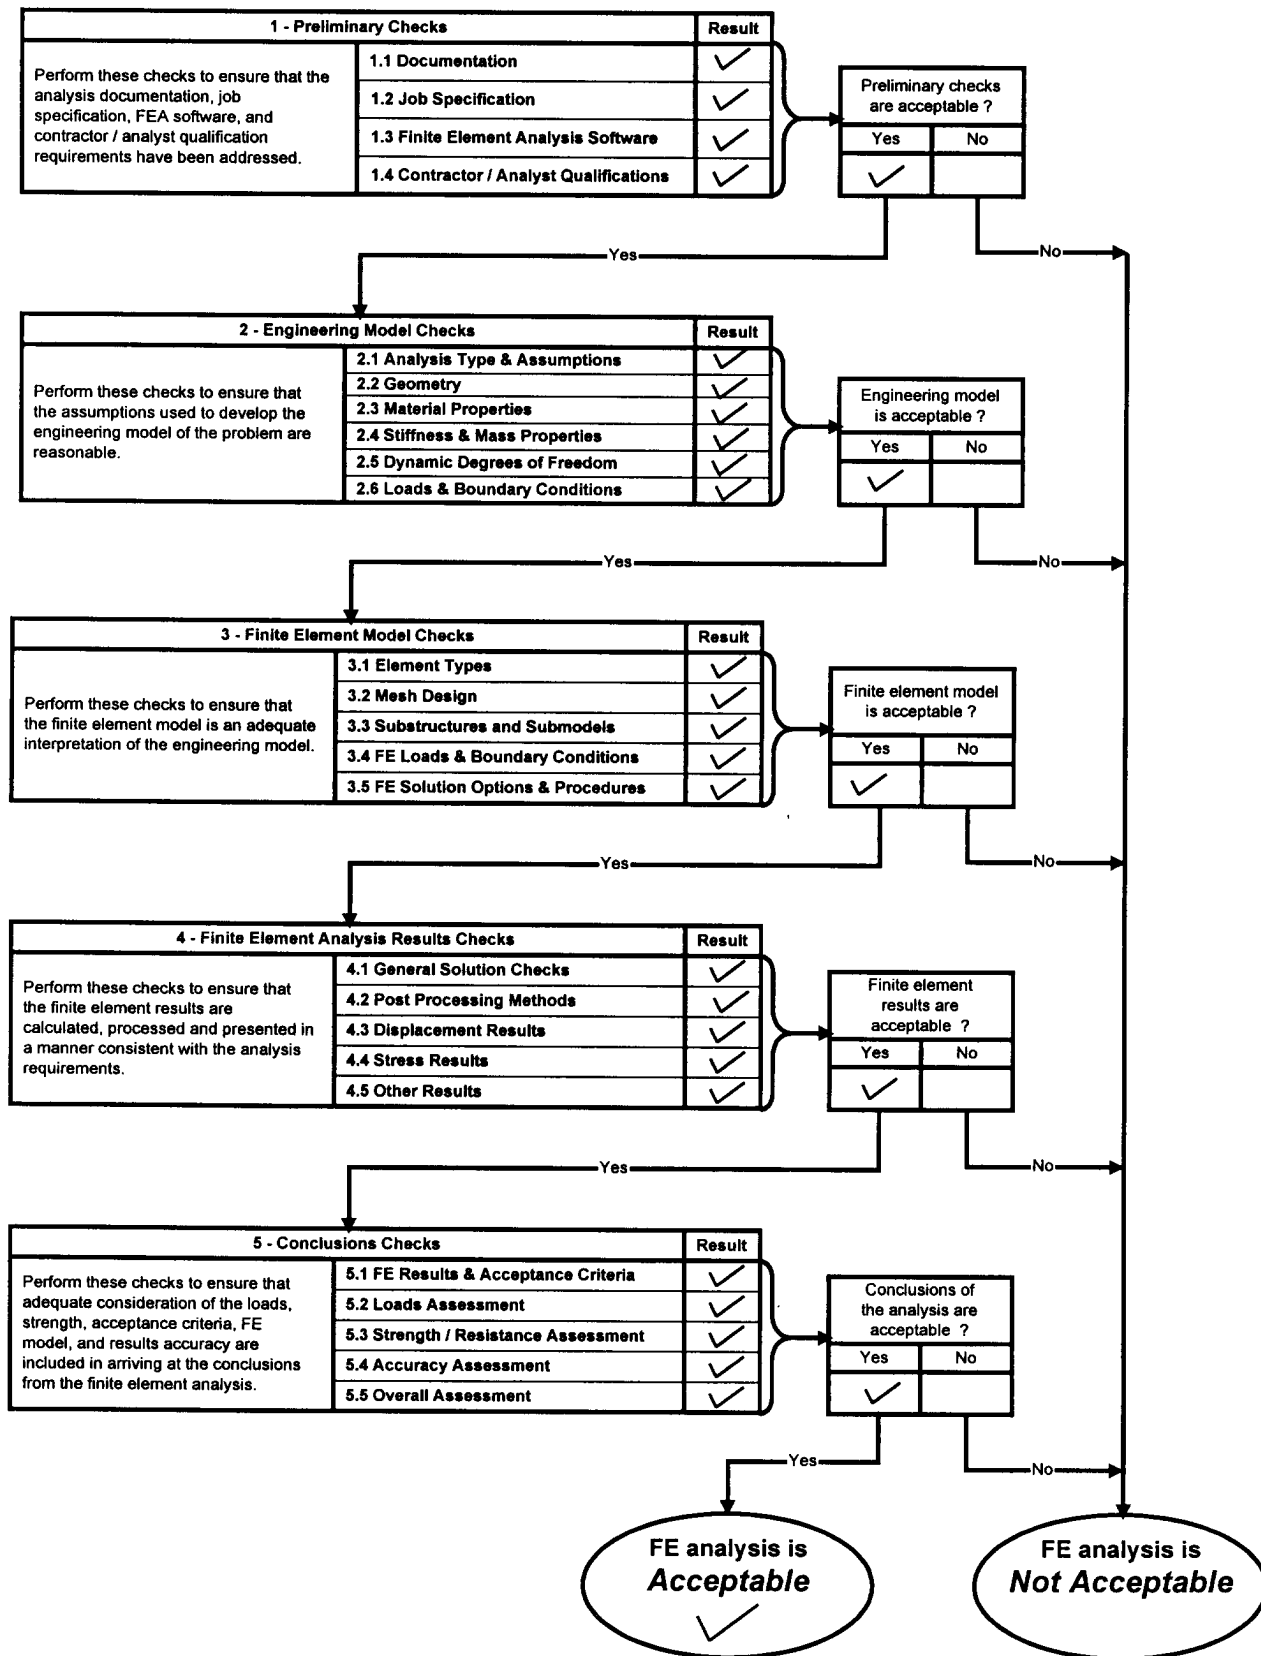 1 - Preliminary Checks
Result
Perform these checks to ensure that the
analysis documentation, job
specification, FEA software, and
contractor / analyst qualification
requirements have been addressed.
1.1 Documentation
1.2 Job Specification
1.3 Finite Element Analysis Software
1.4 Contractor / Analyst Qualifications
Preliminary checks
are acceptable ?
Yes
No
Yes
No
2 - Engineering Model Checks
Result
Perform these checks to ensure that
the assumptions used to develop the
engineering model of the problem are
reasonable.
2.1 Analysis Type & Assumptions
2.2 Geometry
2.3 Material Properties
2.4 Stiffness & Mass Properties
2.5 Dynamic Degrees of Freedom
2.6 Loads & Boundary Conditions
Engineering model
is acceptable ?
Yes
No
Yes
No
3 - Finite Element Model Checks
Result
Perform these checks to ensure that
the finite element model is an adequate
interpretation of the engineering model.
3.1 Element Types
3.2 Mesh Design
3.3 Substructures and Submodels
3.4 FE Loads & Boundary Conditions
3.5 FE Solution Options & Procedures
Finite element model
is acceptable ?
Yes
No
Yes
No
4 - Finite Element Analysis Results Checks
Result
Perform these checks to ensure that
the finite element results are
calculated, processed and presented in
a manner consistent with the analysis
requirements.
4.1 General Solution Checks
4.2 Post Processing Methods
4.3 Displacement Results
4.4 Stress Results
4.5 Other Results
Finite element
results are
acceptable ?
Yes
No
Yes
No
5 - Conclusions Checks
Result
Perform these checks to ensure that
adequate consideration of the loads,
strength, acceptance criteria, FE
model, and results accuracy are
included in arriving at the conclusions
from the finite element analysis.
5.1 FE Results & Acceptance Criteria
5.2 Loads Assessment
5.3 Strength / Resistance Assessment
5.4 Accuracy Assessment
5.5 Overall Assessment
Conclusions of
the analysis are
acceptable ?
Yes
No
Yes
No
FE analysis is
Acceptable
FE analysis is
Not Acceptable